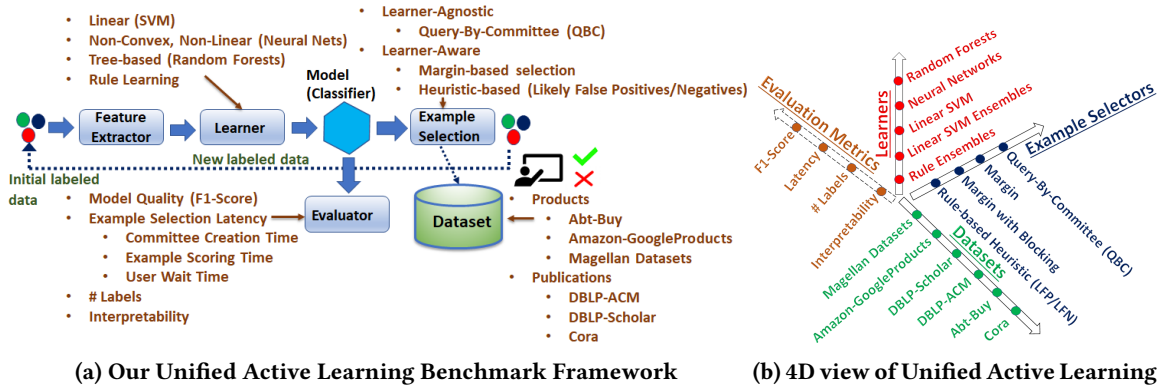 • Linear (SVM)
• Non-Convex, Non-Linear (Neural Nets)
• Tree-based (Random Forests)
• Rule Learning
• Learner-Agnostic
• Query-By-Committee (QBC)
• Learner-Aware
• Margin-based selection
• Heuristic-based (Likely False Positives/Negatives)
Model
(Classifier)
Feature
Extractor
Learner
Example
Selection
New labeled data
Initial labeled
data
• Model Quality (F1-Score)
• Example Selection Latency
• Committee Creation Time
• Example Scoring Time
• User Wait Time
• # Labels
• Interpretability
Evaluator
Dataset
• Products
• Abt-Buy
• Amazon-GoogleProducts
• Magellan Datasets
• Publications
• DBLP-ACM
• DBLP-Scholar
• Cora
(a) Our Unified Active Learning Benchmark Framework
Evaluation Metrics
F1-Score
Latency
# Labels
Interpretability
Learners
Random Forests
Neural Networks
Linear SVM
Linear SVM Ensembles
Rule Ensembles
Example Selectors
Query-By-Committee (QBC)
Margin
Margin with Blocking
Rule-based Heuristic (LFP/LFN)
Datasets
Magellan Datasets
Amazon-GoogleProducts
DBLP-Scholar
DBLP-ACM
Abt-Buy
Cora
(b) 4D view of Unified Active Learning